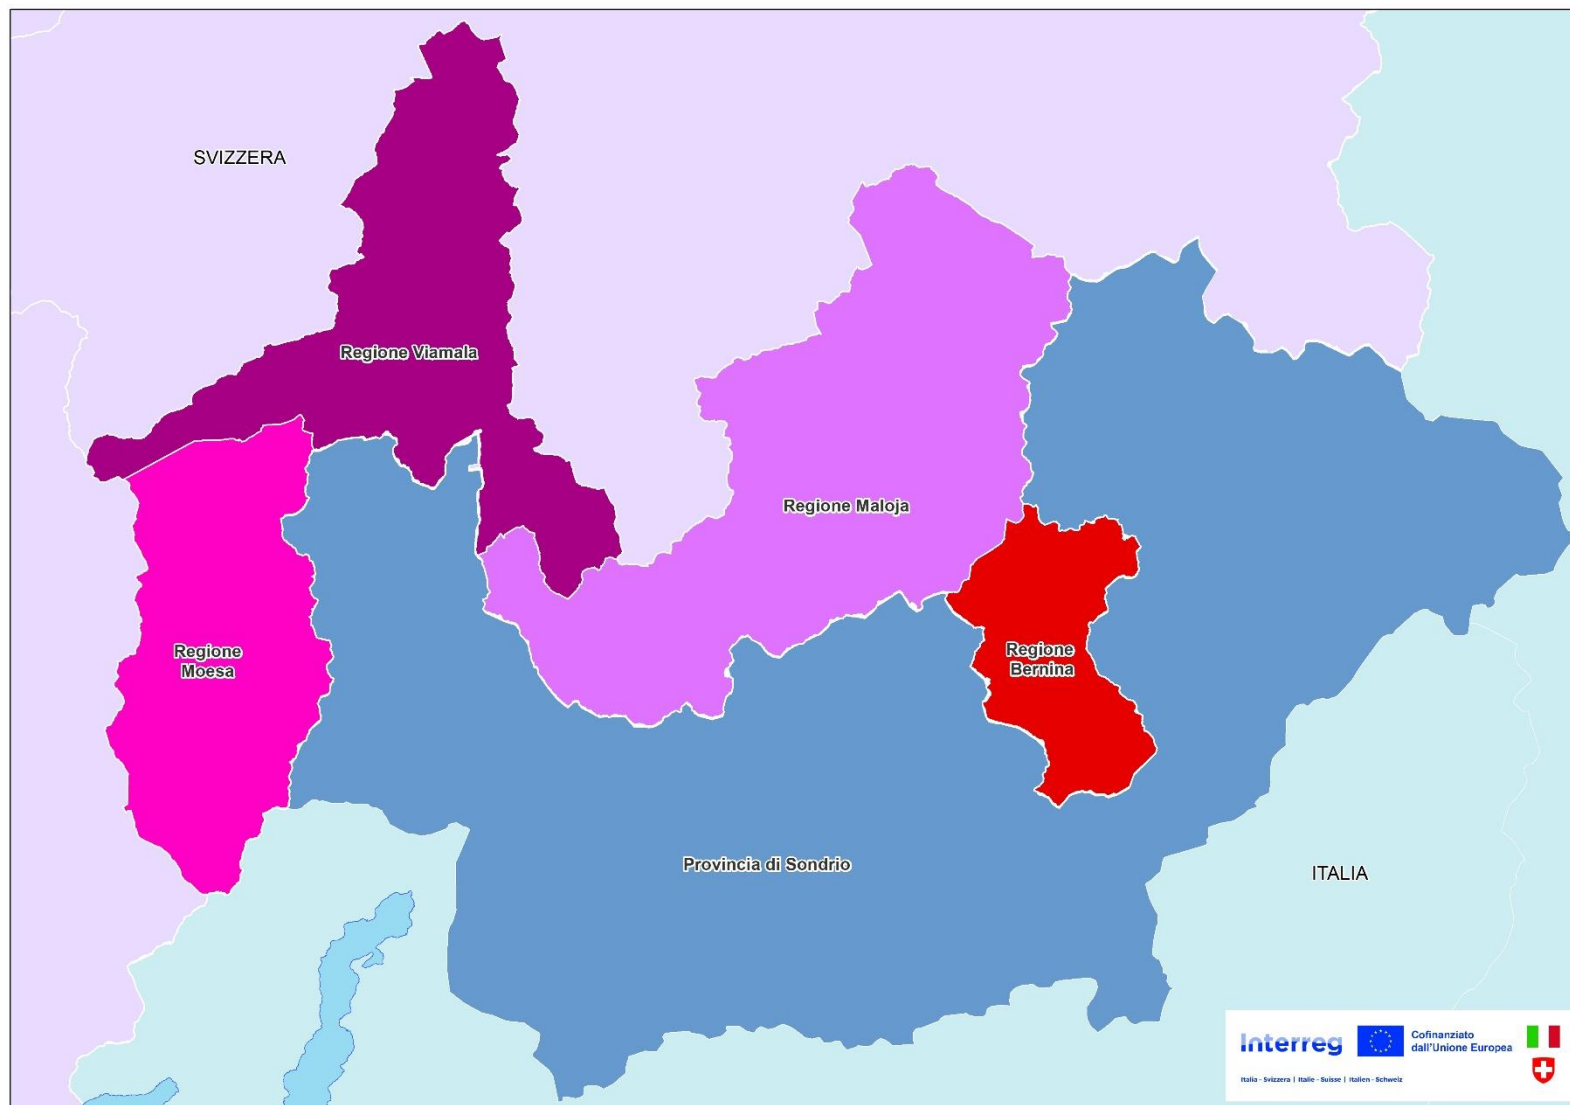 SVIZZERA
Regione Viamala
Regione Maloja
Regione
Moesa
Regione
Bernina
Provincia di Sondrio
ITALIA
Interreg
Cofinanziato
dall'Unione Europea
Italia - Svizzera | Italie - Suisse | Italien - Schweiz